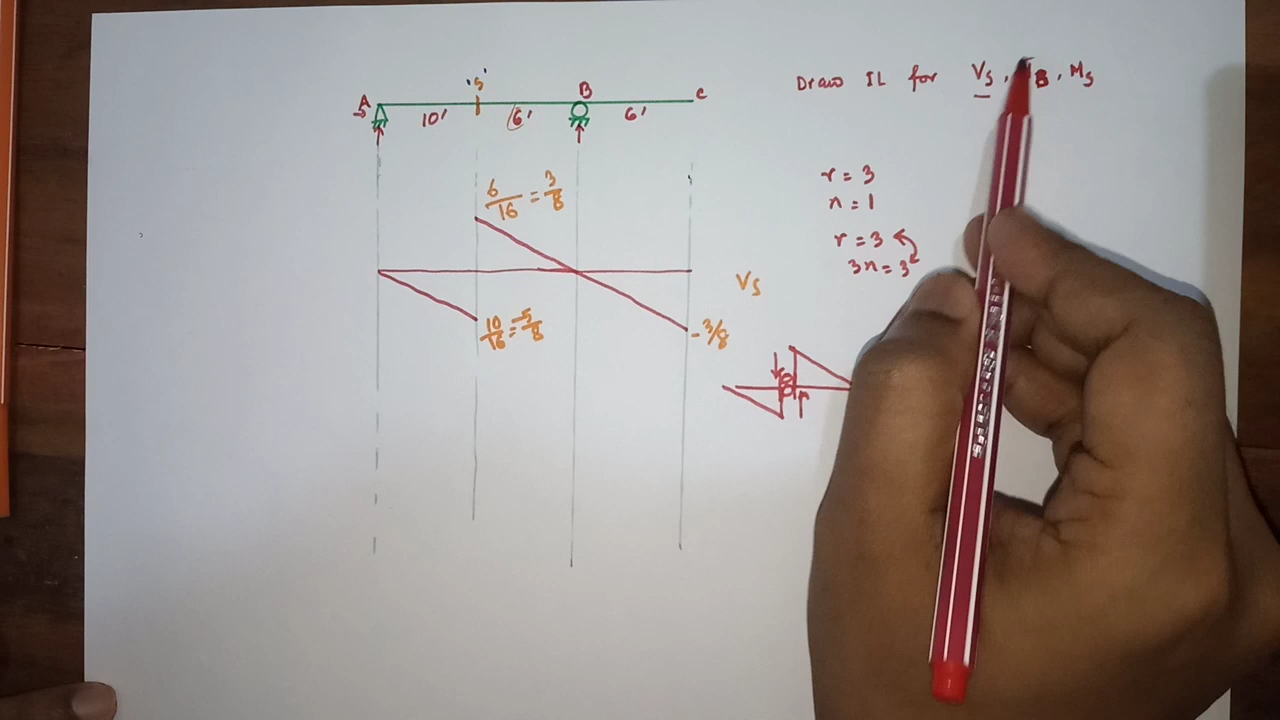 Draw IL for Vs, B, Ms
'S'
A B C
10' 6' 6'
6/16 = 3/8
r = 3
n = 1
r = 3
3n = 3
Vs
10/16 = -5/8
- 3/8